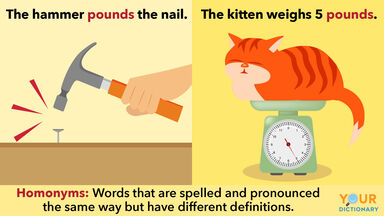 The hammer pounds the nail.
The kitten weighs 5 pounds.
Homonyms: Words that are spelled and pronounced
the same way but have different definitions.
YOUR
DICTIONARY